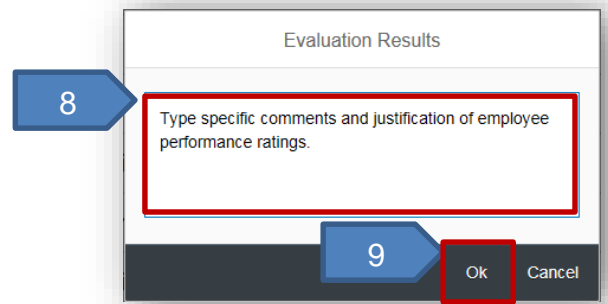 Evaluation Results
8
Type specific comments and justification of employee
performance ratings.
9
Ok Cancel